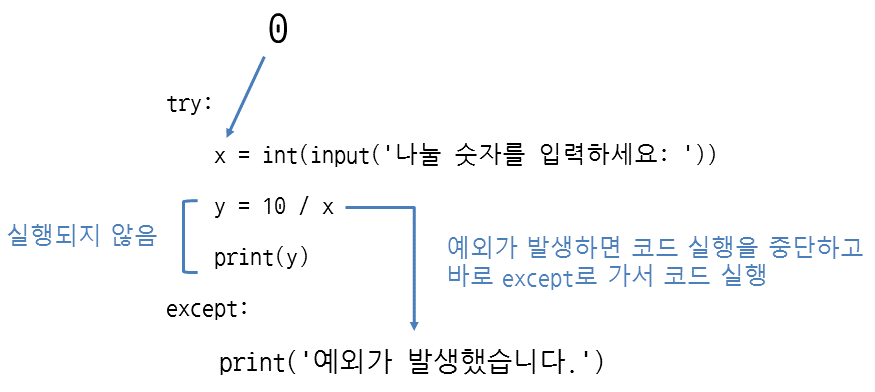 0
try:
x = int(input('나눌 숫자를 입력하세요: '))
y = 10 / x
실행되지 않음
print(y)
예외가 발생하면 코드 실행을 중단하고
바로 except로 가서 코드 실행
except:
print('예외가 발생했습니다.')